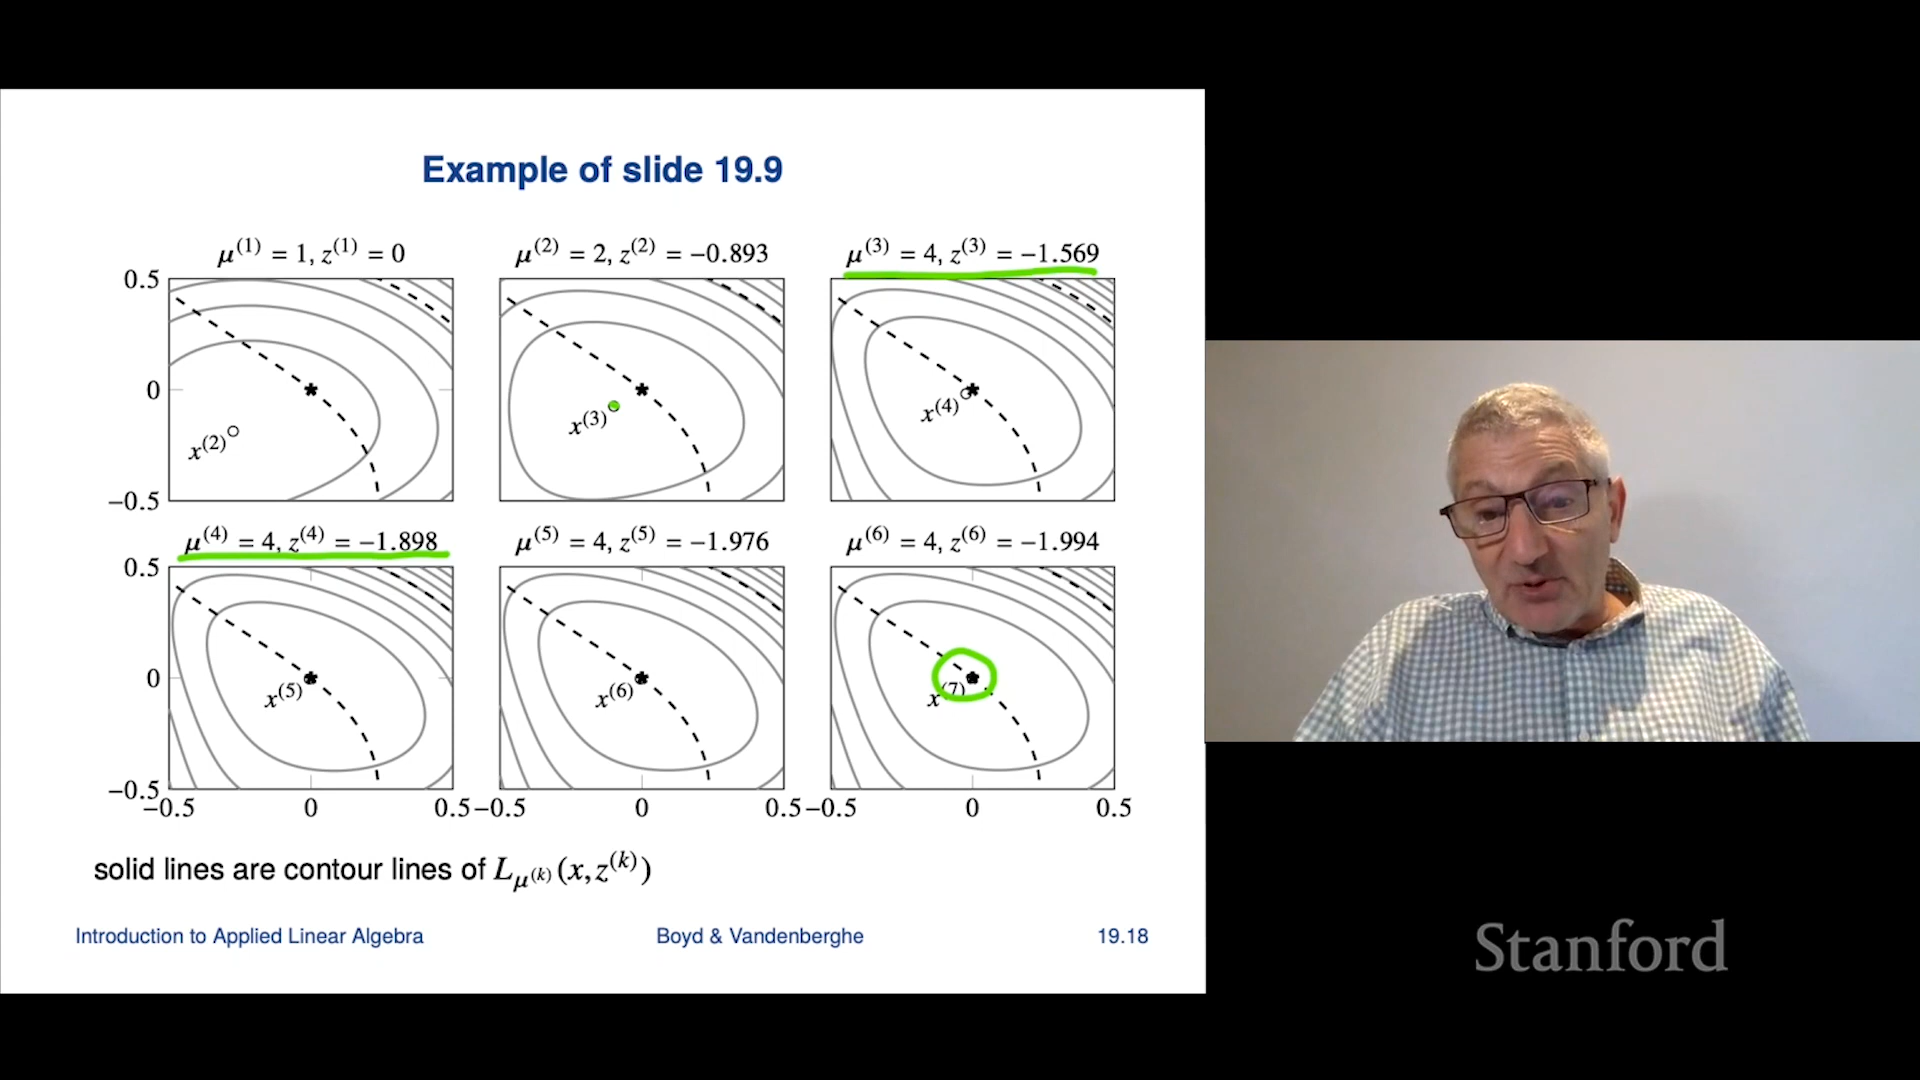 Example of slide 19.9
μ⁽¹⁾ = 1, z⁽¹⁾ = 0
μ⁽²⁾ = 2, z⁽²⁾ = −0.893
μ⁽³⁾ = 4, z⁽³⁾ = −1.569
0.5
0
−0.5
x⁽²⁾
x⁽³⁾
x⁽⁴⁾
μ⁽⁴⁾ = 4, z⁽⁴⁾ = −1.898
μ⁽⁵⁾ = 4, z⁽⁵⁾ = −1.976
μ⁽⁶⁾ = 4, z⁽⁶⁾ = −1.994
0.5
0
−0.5
x⁽⁵⁾
x⁽⁶⁾
x⁽⁷⁾
−0.5 0 0.5 −0.5 0 0.5 −0.5 0 0.5
solid lines are contour lines of L_μ⁽ᵏ⁾(x, z⁽ᵏ⁾)
Introduction to Applied Linear Algebra Boyd & Vandenberghe 19.18
Stanford